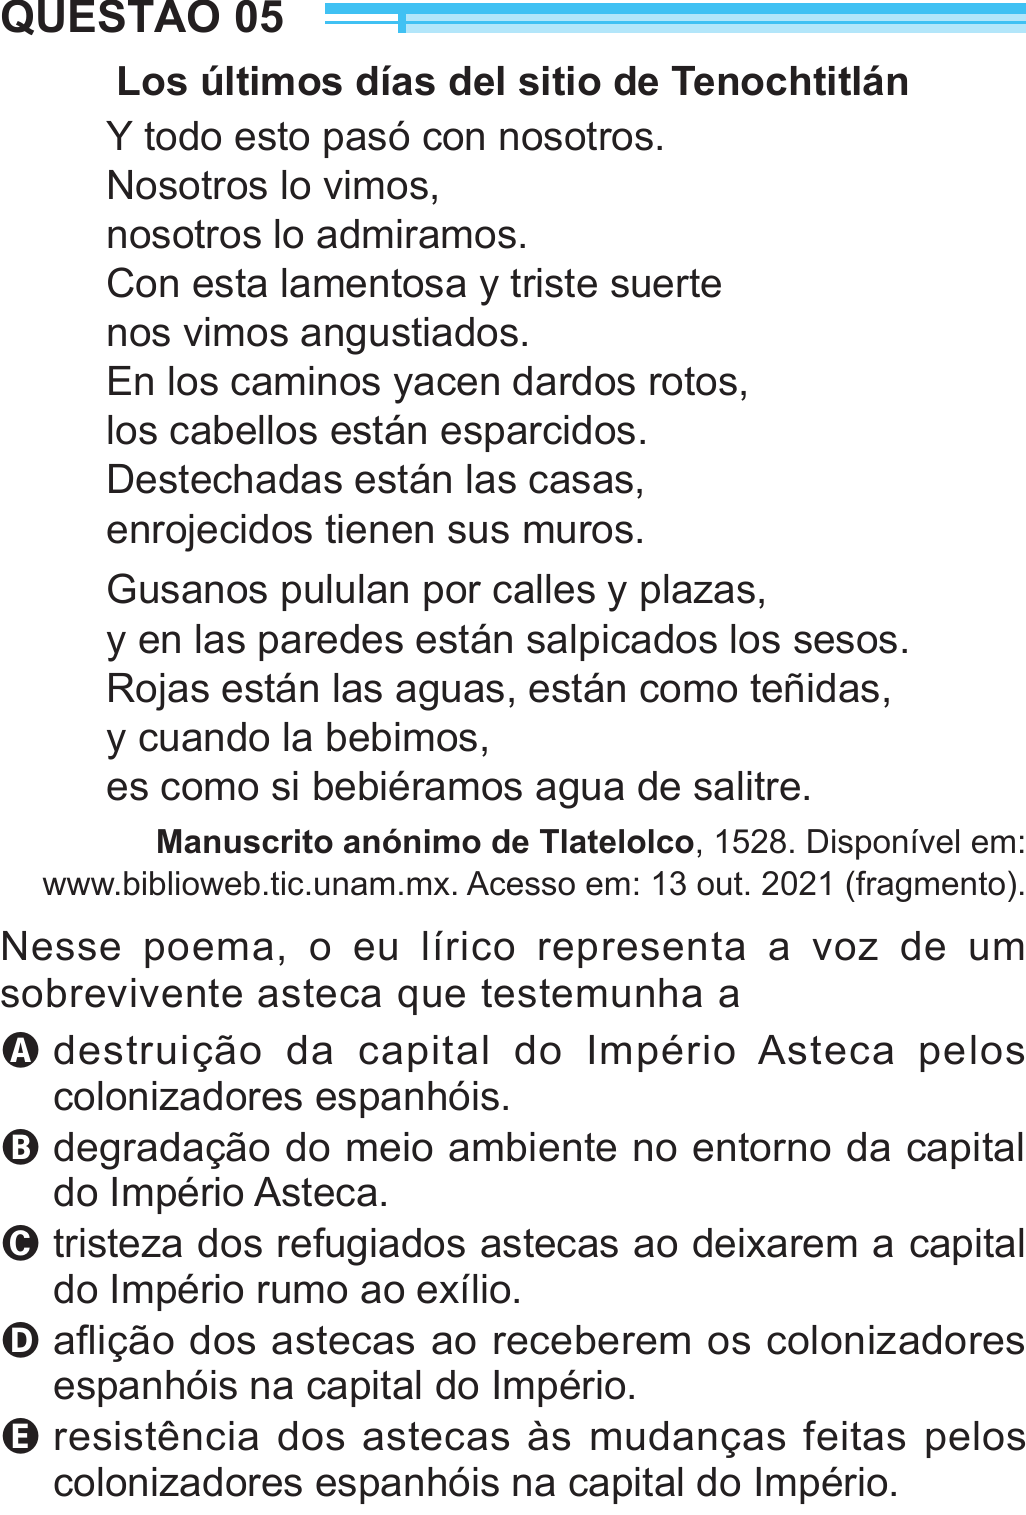 QUESTÃO 05
Los últimos días del sitio de Tenochtitlán
Y todo esto pasó con nosotros.
Nosotros lo vimos,
nosotros lo admiramos.
Con esta lamentosa y triste suerte
nos vimos angustiados.
En los caminos yacen dardos rotos,
los cabellos están esparcidos.
Destechadas están las casas,
enrojecidos tienen sus muros.
Gusanos pululan por calles y plazas,
y en las paredes están salpicados los sesos.
Rojas están las aguas, están como teñidas,
y cuando la bebimos,
es como si bebiéramos agua de salitre.
Manuscrito anónimo de Tlatelolco, 1528. Disponível em:
www.biblioweb.tic.unam.mx. Acesso em: 13 out. 2021 (fragmento).
Nesse poema, o eu lírico representa a voz de um
sobrevivente asteca que testemunha a
A destruição da capital do Império Asteca pelos
colonizadores espanhóis.
B degradação do meio ambiente no entorno da capital
do Império Asteca.
C tristeza dos refugiados astecas ao deixarem a capital
do Império rumo ao exílio.
D aflição dos astecas ao receberem os colonizadores
espanhóis na capital do Império.
E resistência dos astecas às mudanças feitas pelos
colonizadores espanhóis na capital do Império.